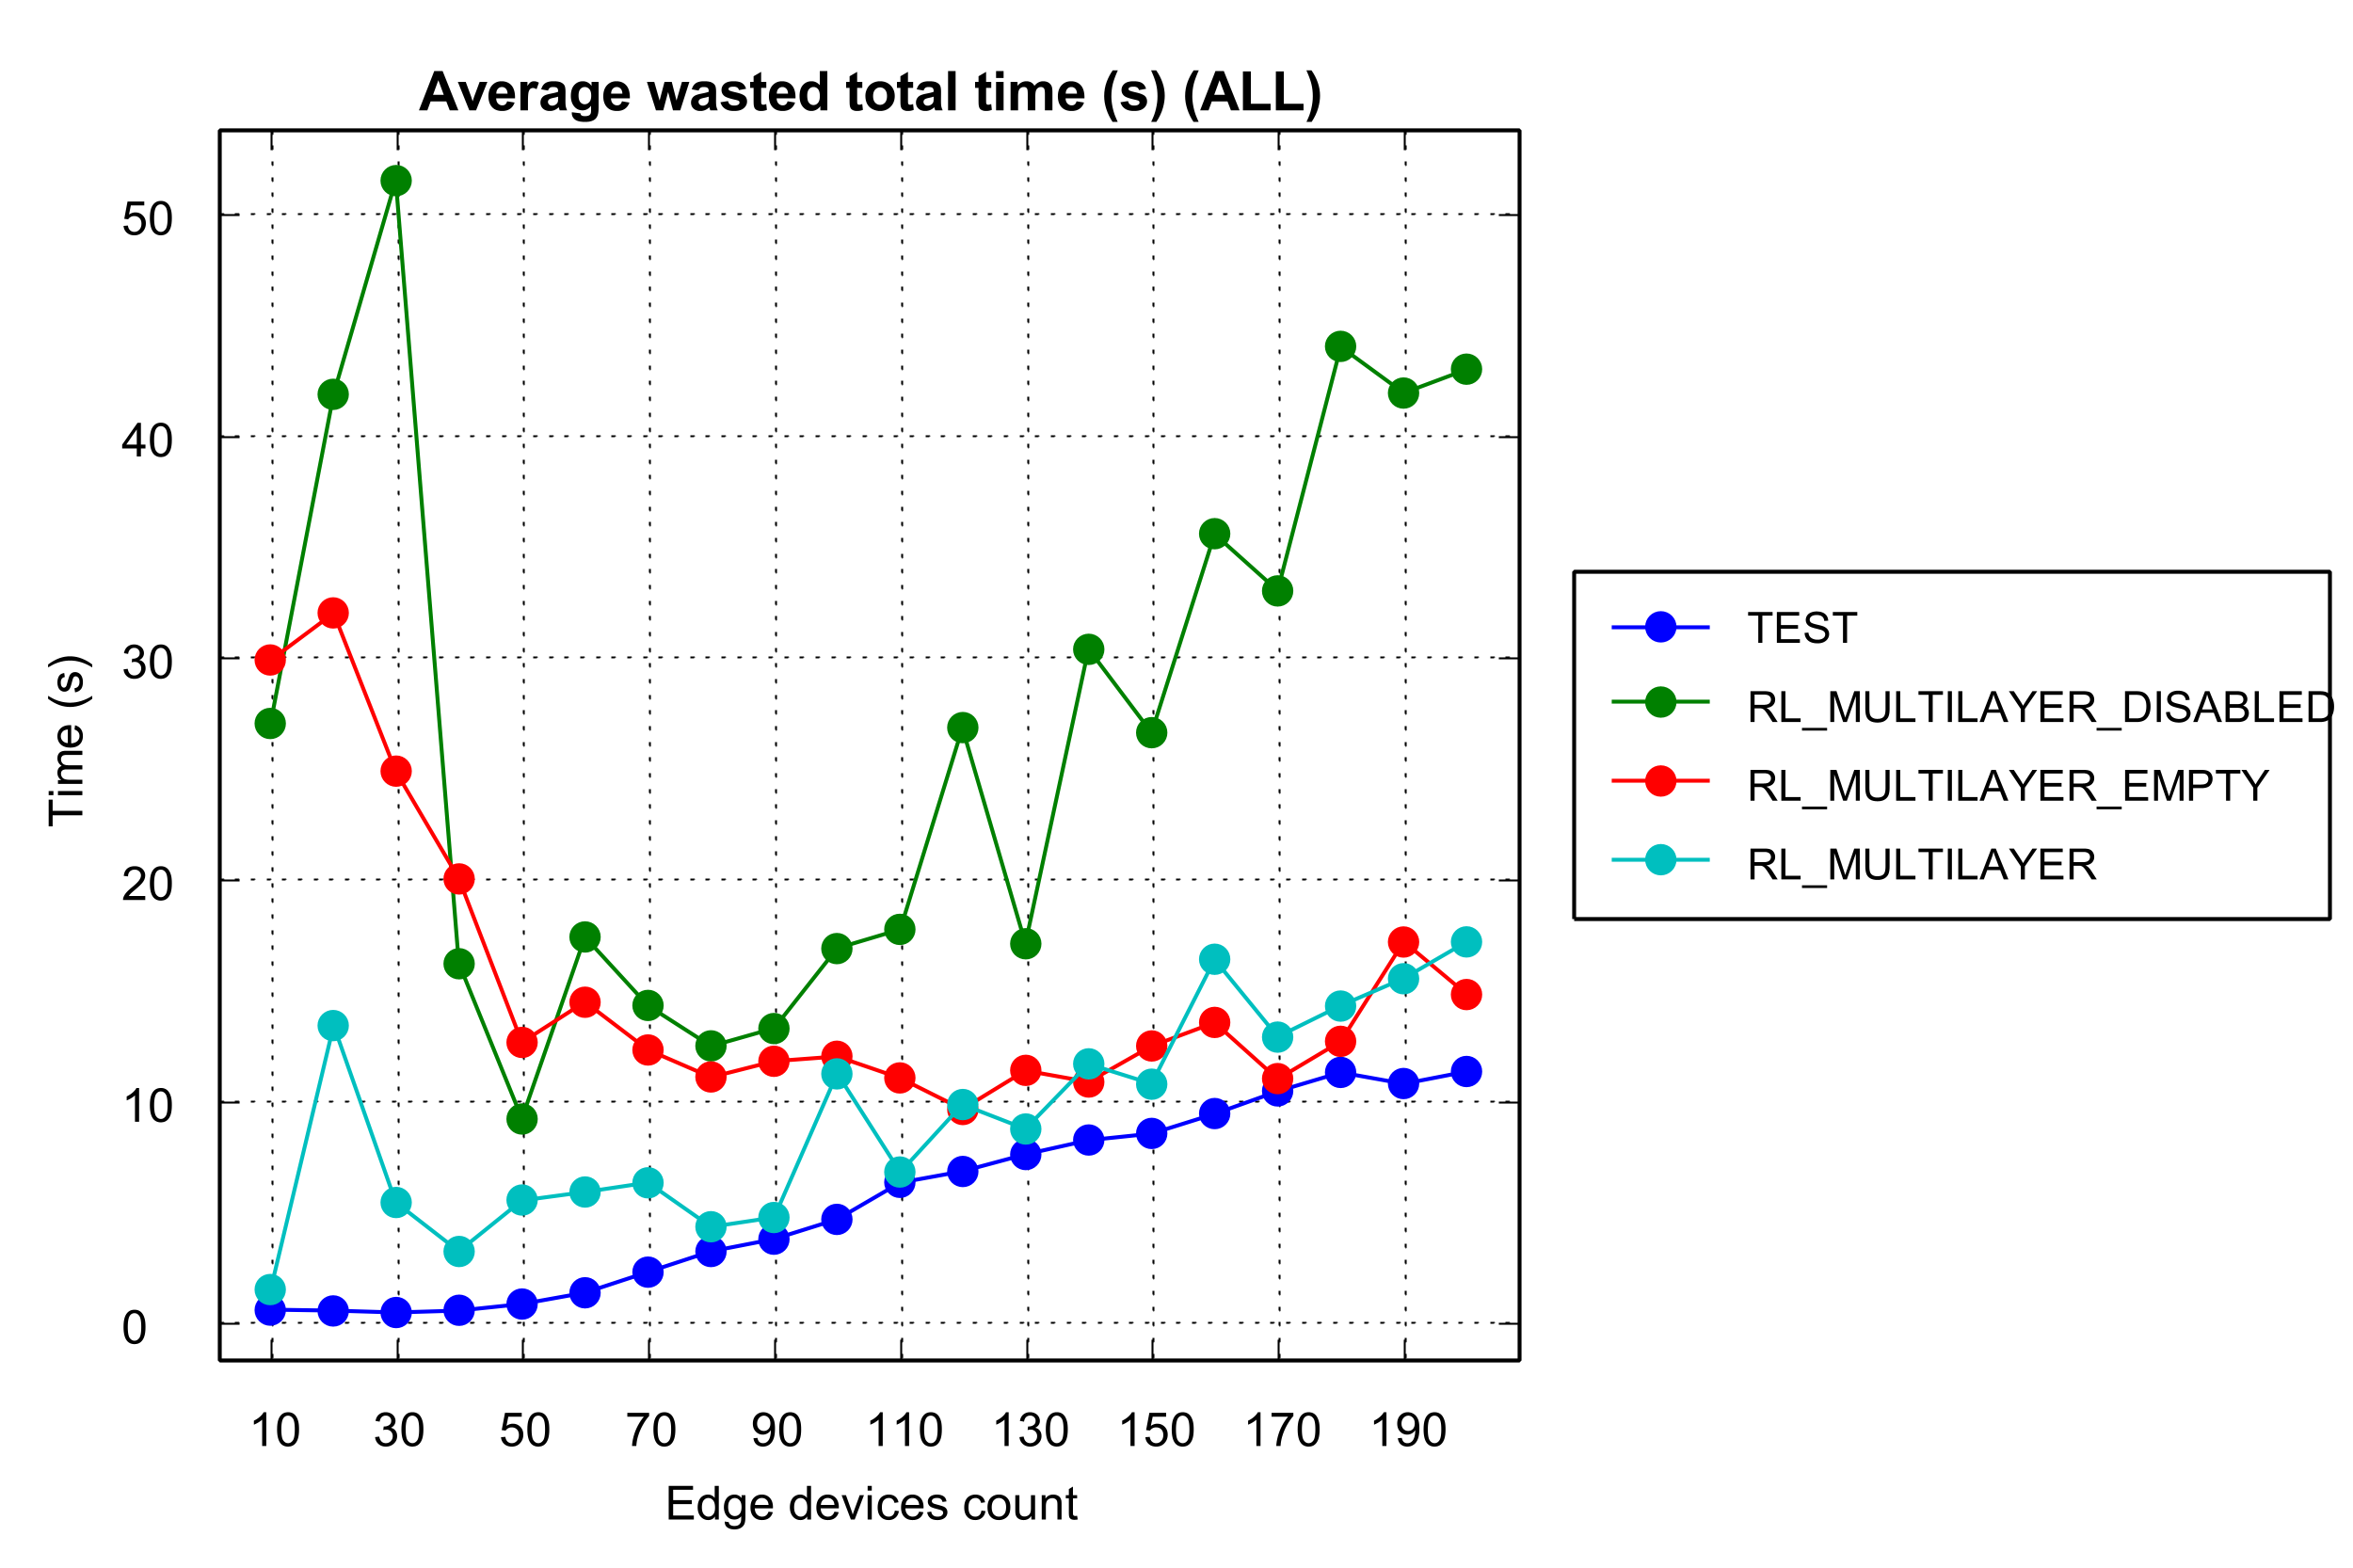 Average wasted total time (s) (ALL)
50
40
30
20
10
0
Time (s)
10 30 50 70 90 110 130 150 170 190
Edge devices count
TEST
RL_MULTILAYER_DISABLED
RL_MULTILAYER_EMPTY
RL_MULTILAYER